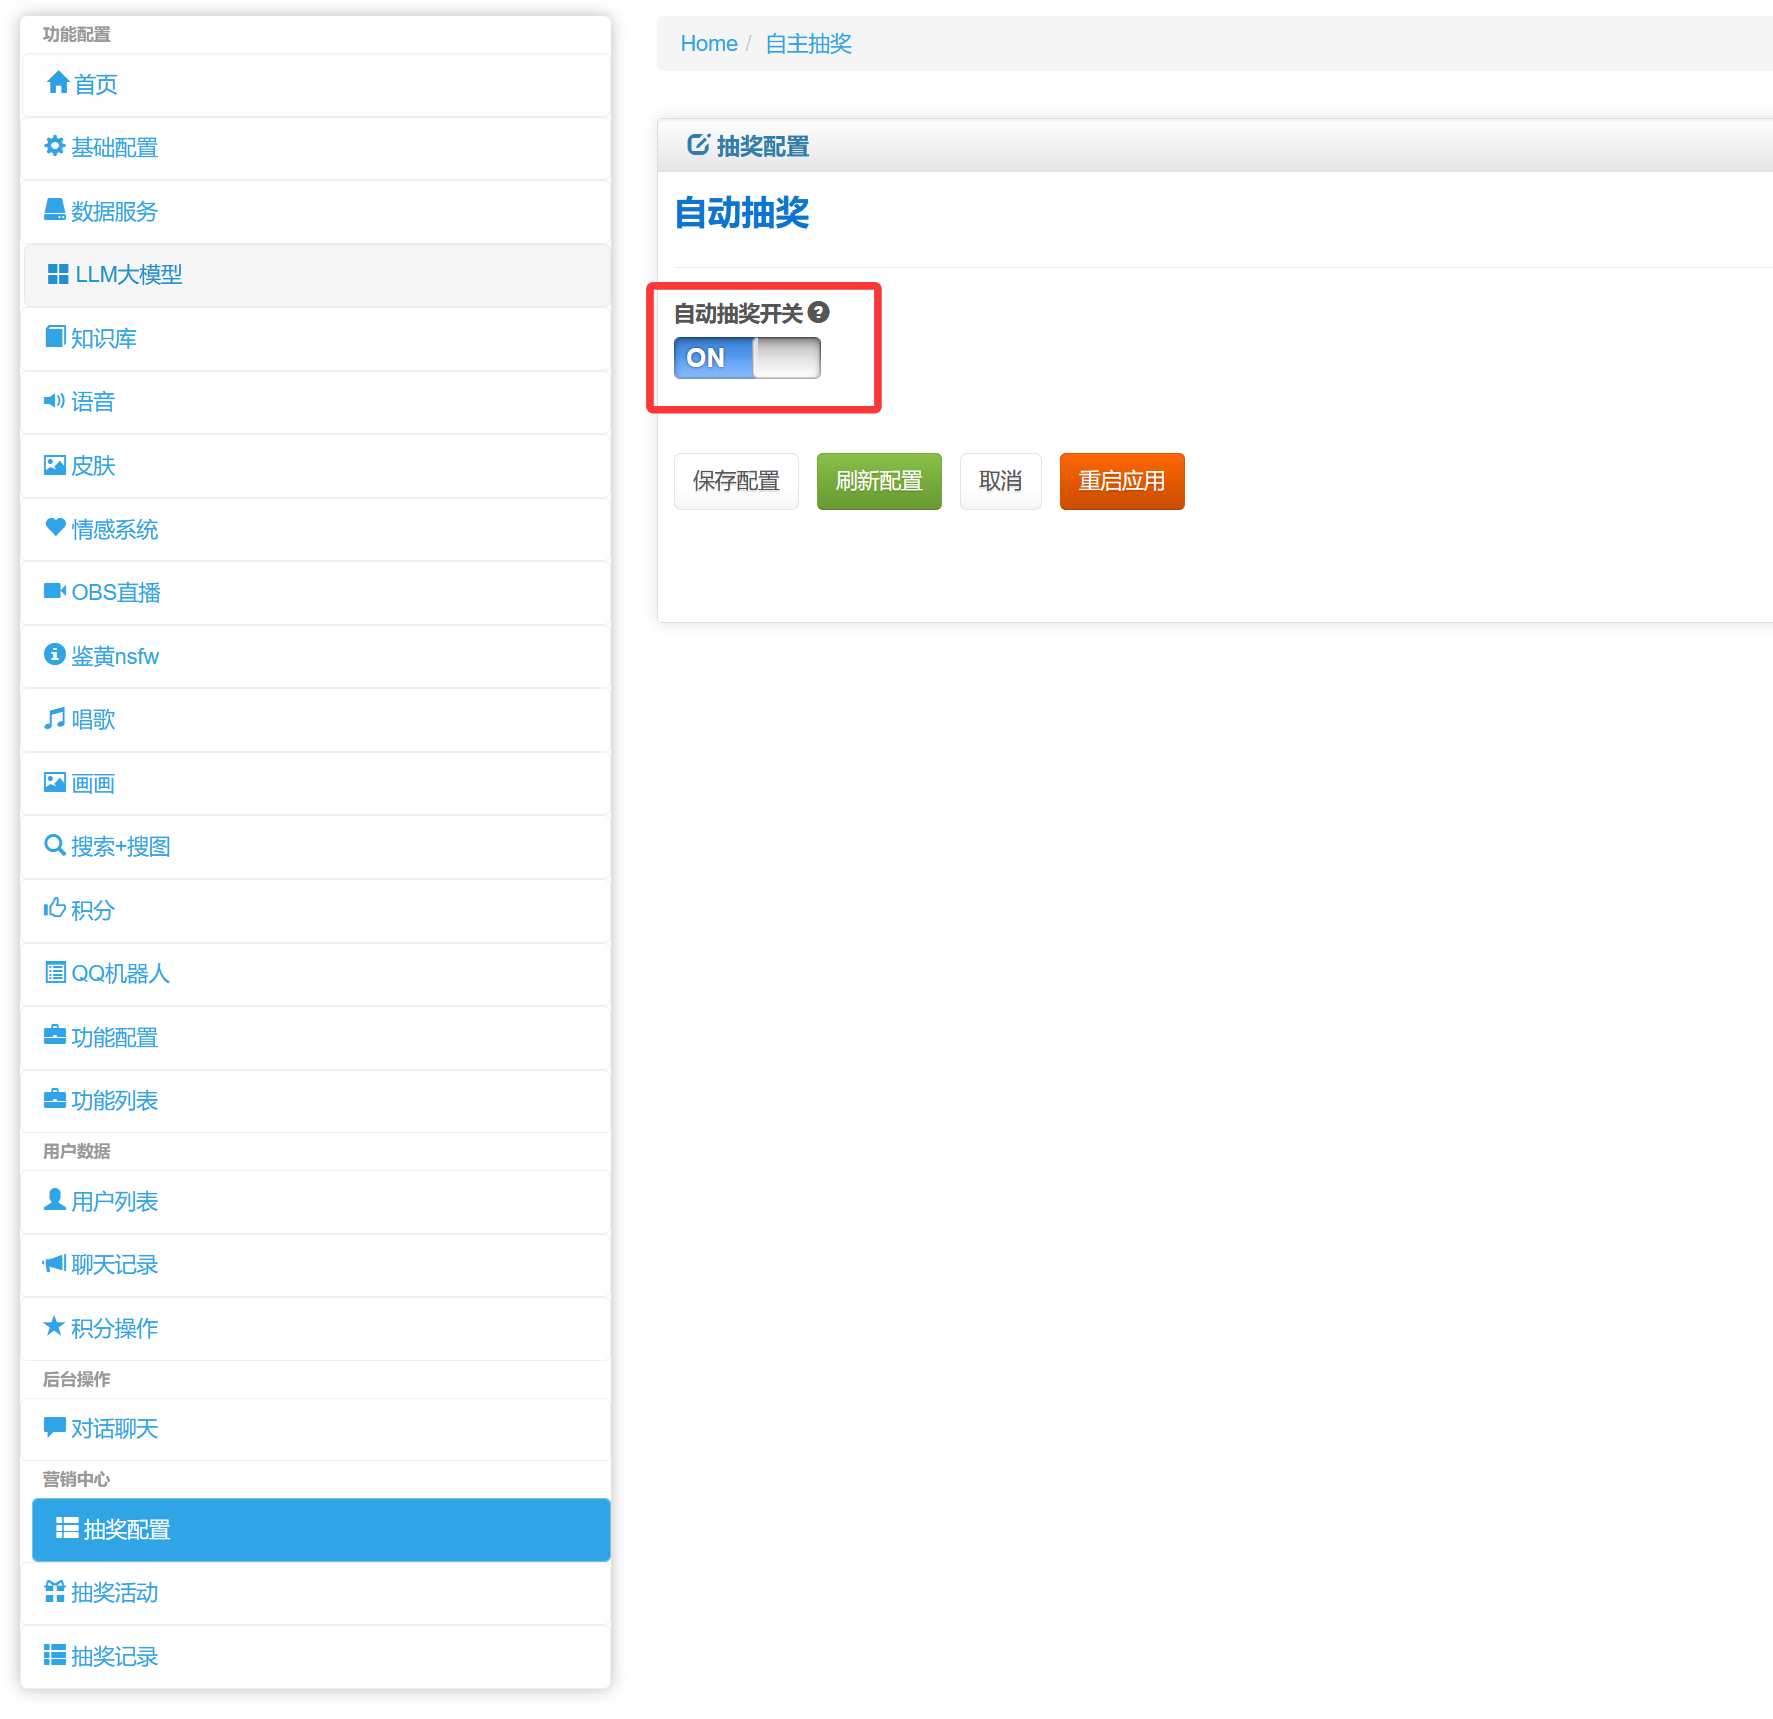 功能配置
首页
基础配置
数据服务
LLM大模型
知识库
语音
皮肤
情感系统
OBS直播
鉴黄nsfw
唱歌
画画
搜索+搜图
积分
QQ机器人
功能配置
功能列表
用户数据
用户列表
聊天记录
积分操作
后台操作
对话聊天
营销中心
抽奖配置
抽奖活动
抽奖记录
Home / 自主抽奖
抽奖配置
自动抽奖
自动抽奖开关
ON
保存配置 刷新配置 取消 重启应用